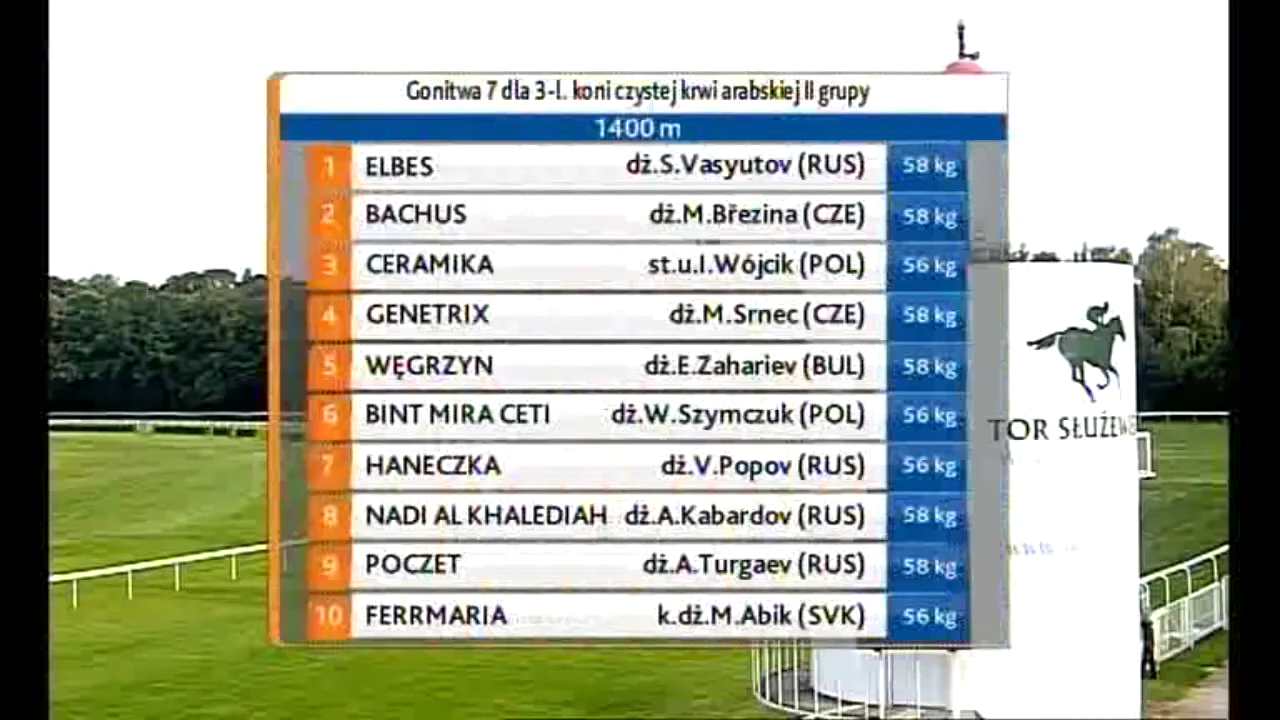 Gonitwa 7 dla 3-l. koni czystej krwi arabskiej II grupy
1400 m
1 ELBES dż.S.Vasyutov (RUS) 58 kg
2 BACHUS dż.M.Březina (CZE) 58 kg
3 CERAMIKA st.u.I.Wójcik (POL) 56 kg
4 GENETRIX dż.M.Srnec (CZE) 58 kg
5 WĘGRZYN dż.E.Zahariev (BUL) 58 kg
6 BINT MIRA CETI dż.W.Szymczuk (POL) 56 kg
7 HANECZKA dż.V.Popov (RUS) 56 kg
8 NADI AL KHALEDIAH dż.A.Kabardov (RUS) 58 kg
9 POCZET dż.A.Turgaev (RUS) 58 kg
10 FERRMARIA k.dż.M.Abik (SVK) 56 kg
TOR SŁUŻEWIE